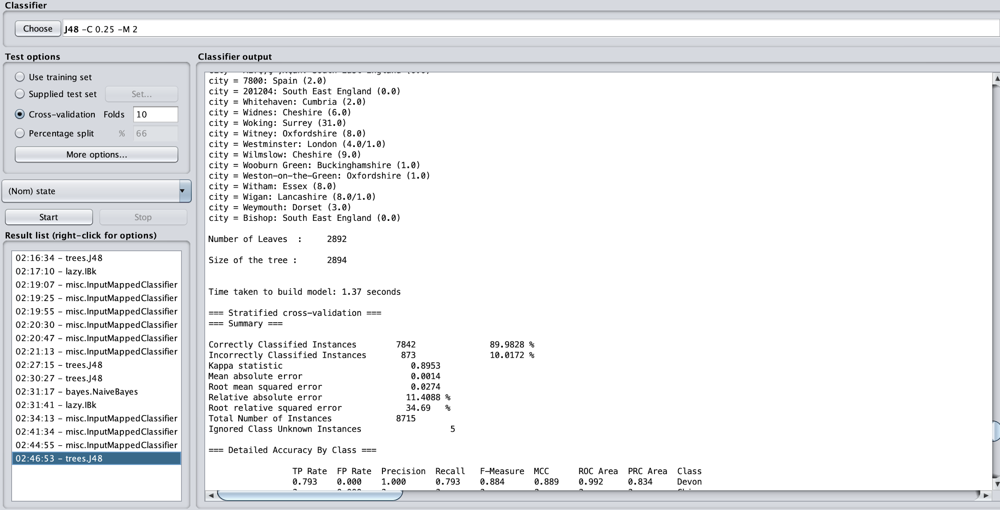 Classifier
Choose J48 -C 0.25 -M 2
Test options
Use training set
Supplied test set Set...
Cross-validation Folds 10
Percentage split % 66
More options...
(Nom) state
Start Stop
Result list (right-click for options)
02:16:34 - trees.J48
02:17:10 - lazy.IBk
02:19:07 - misc.InputMappedClassifier
02:19:25 - misc.InputMappedClassifier
02:19:55 - misc.InputMappedClassifier
02:20:30 - misc.InputMappedClassifier
02:20:47 - misc.InputMappedClassifier
02:21:13 - misc.InputMappedClassifier
02:27:15 - trees.J48
02:30:27 - trees.J48
02:31:17 - bayes.NaiveBayes
02:31:41 - lazy.IBk
02:34:13 - misc.InputMappedClassifier
02:41:34 - misc.InputMappedClassifier
02:44:55 - misc.InputMappedClassifier
02:46:53 - trees.J48
Classifier output
city = 7800: Spain (2.0)
city = 201204: South East England (0.0)
city = Whitehaven: Cumbria (2.0)
city = Widnes: Cheshire (6.0)
city = Woking: Surrey (31.0)
city = Witney: Oxfordshire (8.0)
city = Westminster: London (4.0/1.0)
city = Wilmslow: Cheshire (9.0)
city = Wooburn Green: Buckinghamshire (1.0)
city = Weston-on-the-Green: Oxfordshire (1.0)
city = Witham: Essex (8.0)
city = Wigan: Lancashire (8.0/1.0)
city = Weymouth: Dorset (3.0)
city = Bishop: South East England (0.0)
Number of Leaves : 2892
Size of the tree : 2894
Time taken to build model: 1.37 seconds
=== Stratified cross-validation ===
=== Summary ===
Correctly Classified Instances 7842 89.9828 %
Incorrectly Classified Instances 873 10.0172 %
Kappa statistic 0.8953
Mean absolute error 0.0014
Root mean squared error 0.0274
Relative absolute error 11.4088 %
Root relative squared error 34.69 %
Total Number of Instances 8715
Ignored Class Unknown Instances 5
=== Detailed Accuracy By Class ===
TP Rate FP Rate Precision Recall F-Measure MCC ROC Area PRC Area Class
0.793 0.000 1.000 0.793 0.884 0.889 0.992 0.834 Devon